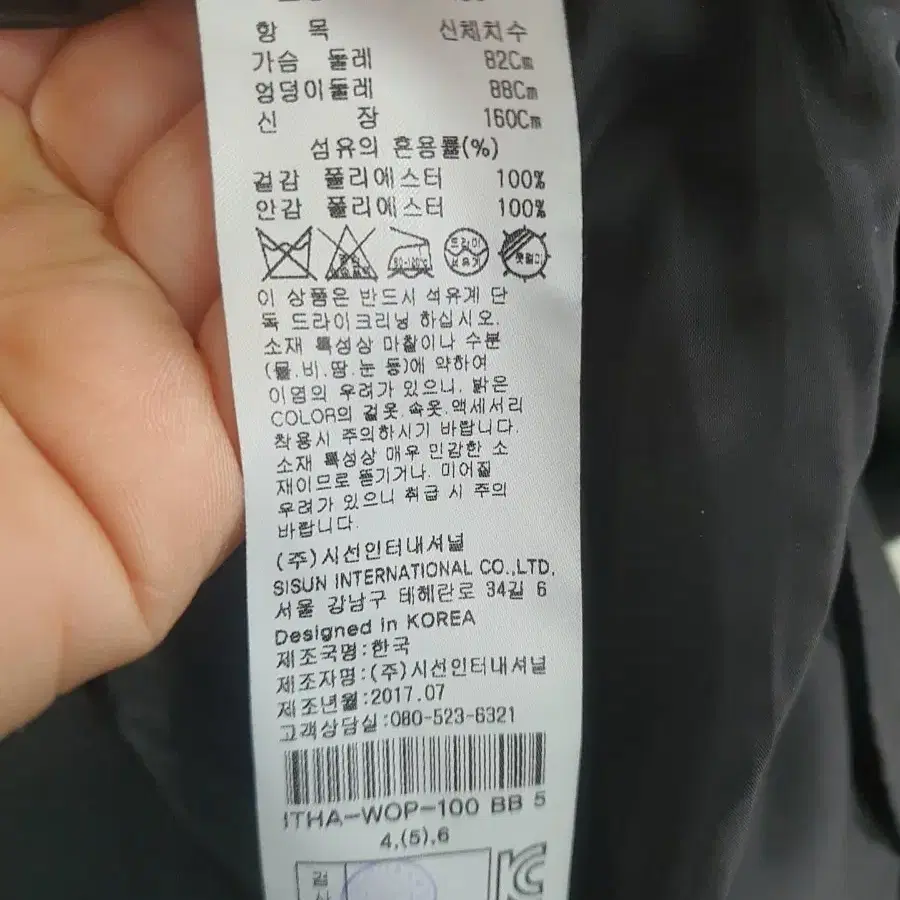 항 목 신체치수
가슴 둘레 82Cm
엉덩이둘레 88Cm
신 장 160Cm
섬유의 혼용률(%)
겉감 폴리에스터 100%
안감 폴리에스터 100%
80-120℃ 드라이 석유계 옷걸이
이 상품은 반드시 석유계 단
독 드라이크리닝 하십시오.
소재 특성상 마찰이나 수분
(물.비.땀.눈 등)에 약하여
이염의 우려가 있으니, 밝은
COLOR의 겉옷.속옷.액세서리
착용시 주의하시기 바랍니다.
소재 특성상 매우 민감한 소
재이므로 뜯기거나. 미어질
우려가 있으니 취급 시 주의
바랍니다.
(주)시선인터내셔널
SISUN INTERNATIONAL CO.,LTD.
서울 강남구 테헤란로 34길 6
Designed in KOREA
제조국명:한국
제조자명:(주)시선인터내셔널
제조년월:2017.07
고객상담실:080-523-6321
ITHA-WOP-100 BB 5
4,(5),6